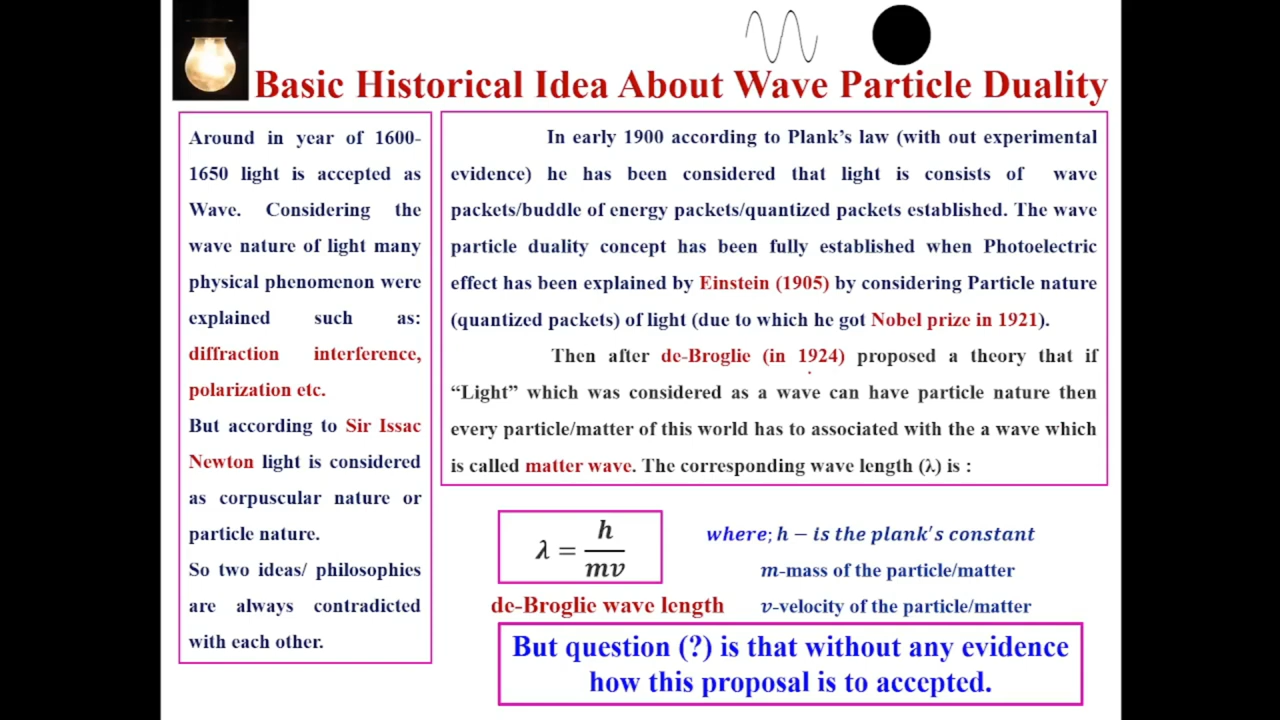 Basic Historical Idea About Wave Particle Duality
Around in year of 1600-
1650 light is accepted as
Wave. Considering the
wave nature of light many
physical phenomenon were
explained such as:
diffraction interference,
polarization etc.
But according to Sir Issac
Newton light is considered
as corpuscular nature or
particle nature.
So two ideas/ philosophies
are always contradicted
with each other.
In early 1900 according to Plank's law (with out experimental
evidence) he has been considered that light is consists of wave
packets/buddle of energy packets/quantized packets established. The wave
particle duality concept has been fully established when Photoelectric
effect has been explained by Einstein (1905) by considering Particle nature
(quantized packets) of light (due to which he got Nobel prize in 1921).
Then after de-Broglie (in 1924) proposed a theory that if
“Light” which was considered as a wave can have particle nature then
every particle/matter of this world has to associated with the a wave which
is called matter wave. The corresponding wave length (λ) is :
λ = h/mv
de-Broglie wave length
where; h − is the plank's constant
m-mass of the particle/matter
v-velocity of the particle/matter
But question (?) is that without any evidence
how this proposal is to accepted.